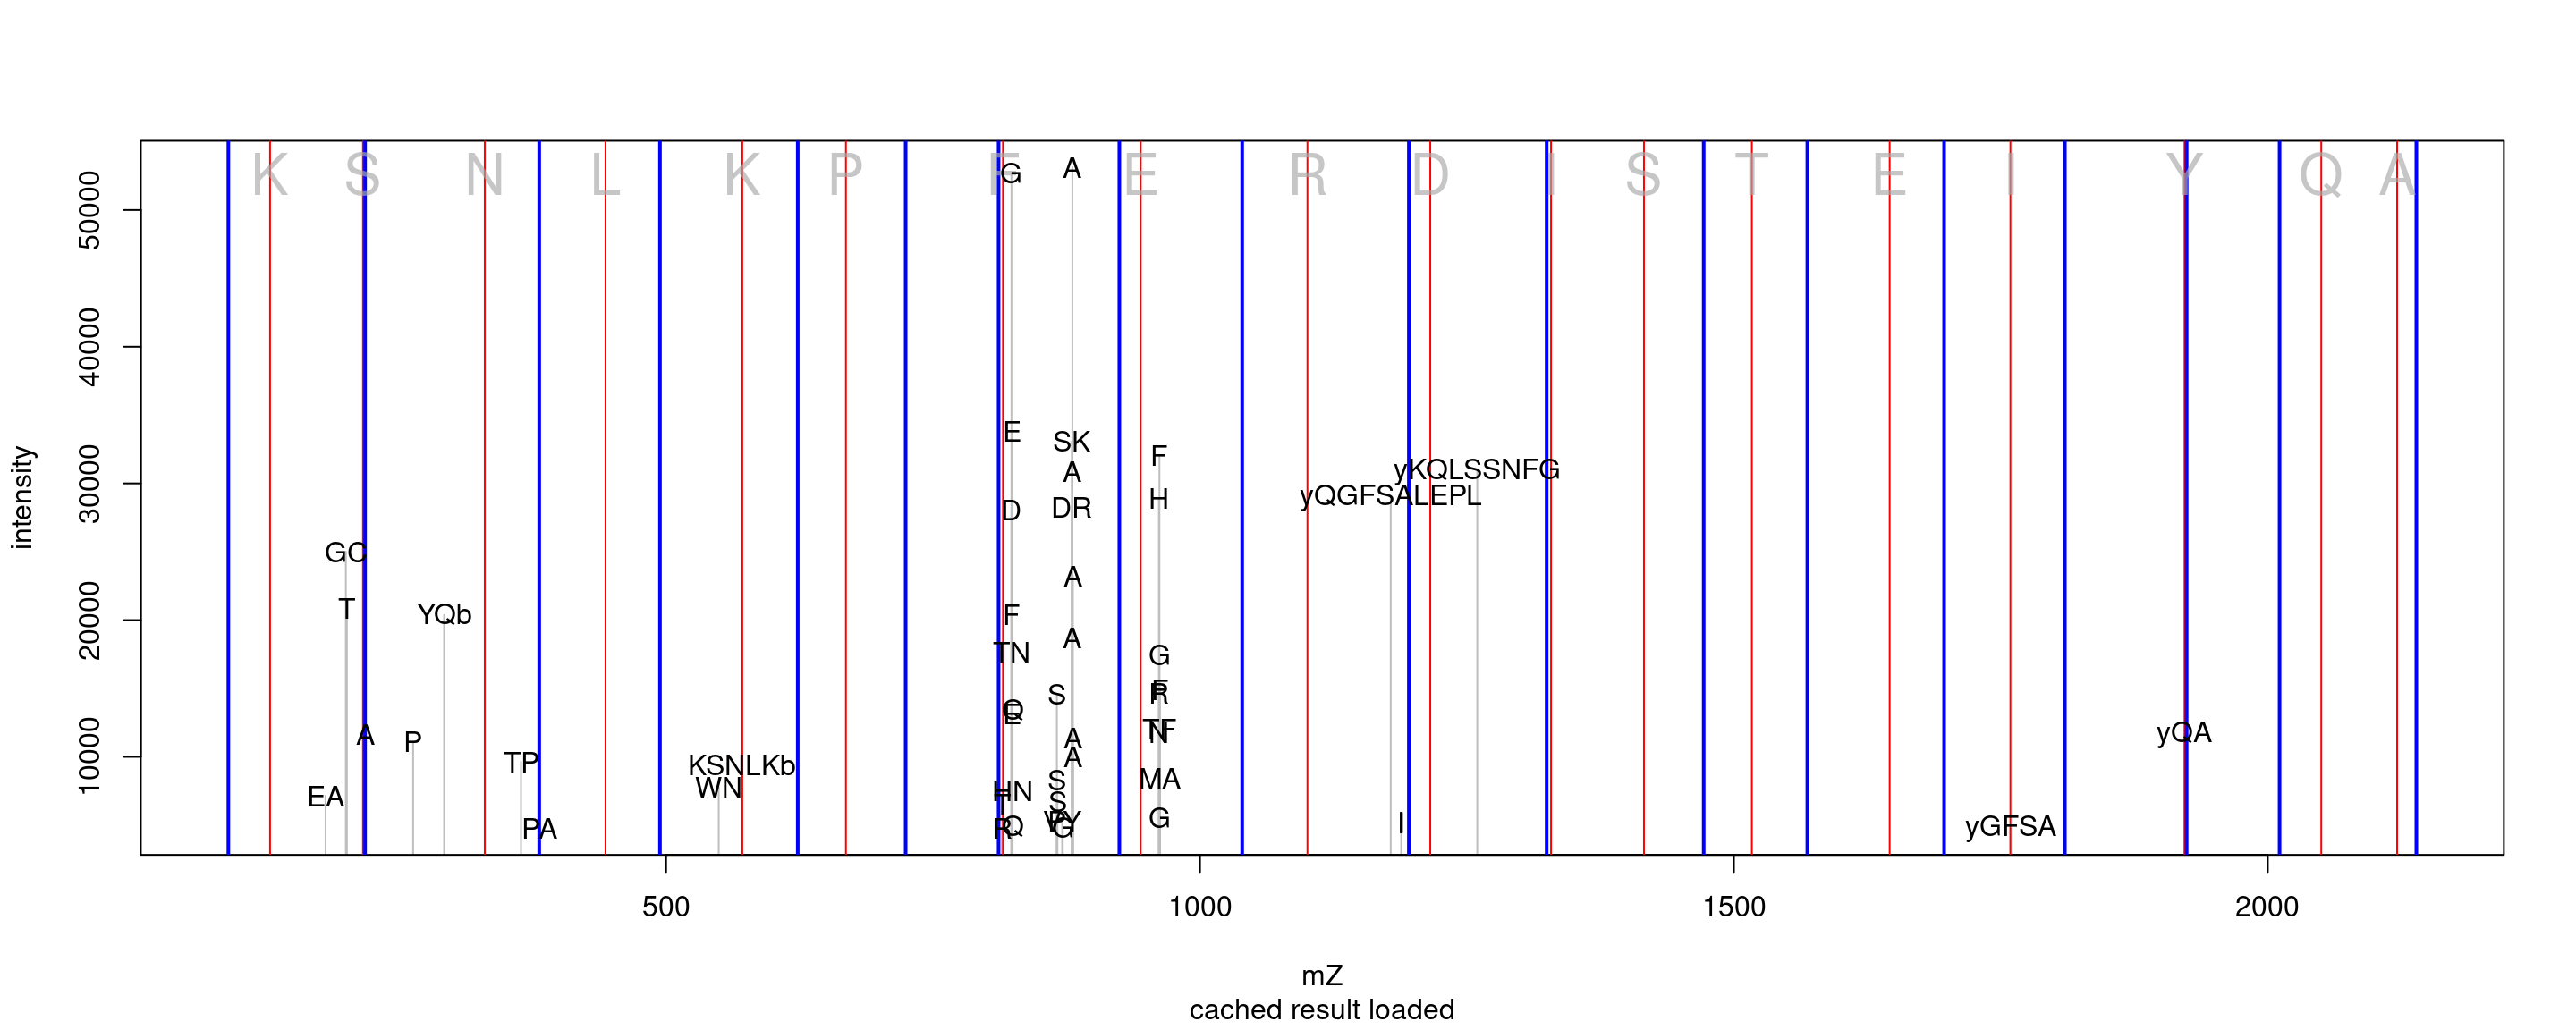 K S N L K P F E R D I S T E I Y Q A
G A
50000
40000
E SK F
A yKQLSSNFG
30000
H yQGFSALEPL
D DR
GC
A
T YQb F
20000
A
TN G
S R
Q
E
A P A yQA
N
TP A
10000
KSNLKb
MA
WN S
EA HN
T S
G
I
PA R Q G yGFSA
intensity
500 1000 1500 2000
mZ
cached result loaded